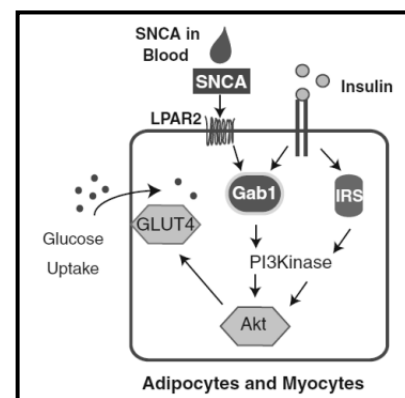 SNCA in
Blood
SNCA
Insulin
LPAR2
Gab1
IRS
GLUT4
Glucose
Uptake
PI3Kinase
Akt
Adipocytes and Myocytes